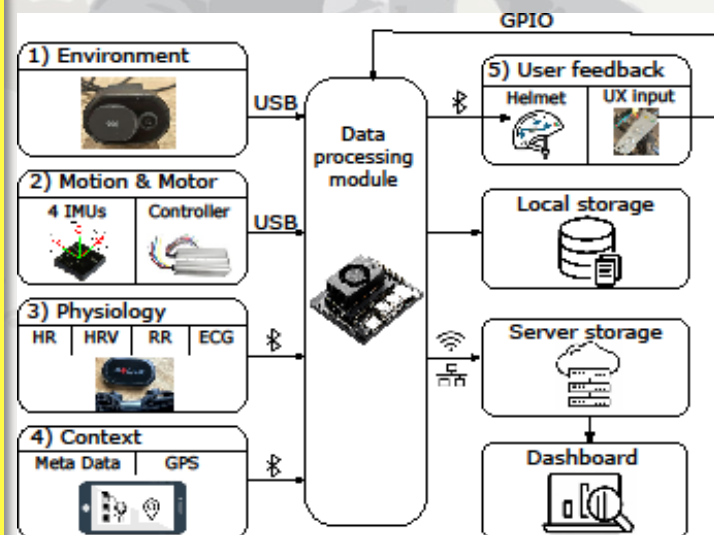 GPIO
1) Environment
USB
2) Motion & Motor
4 IMUs
Controller
USB
3) Physiology
HR
HRV
RR
ECG
4) Context
Meta Data
GPS
Data
processing
module
5) User feedback
Helmet
UX input
Local storage
Server storage
Dashboard